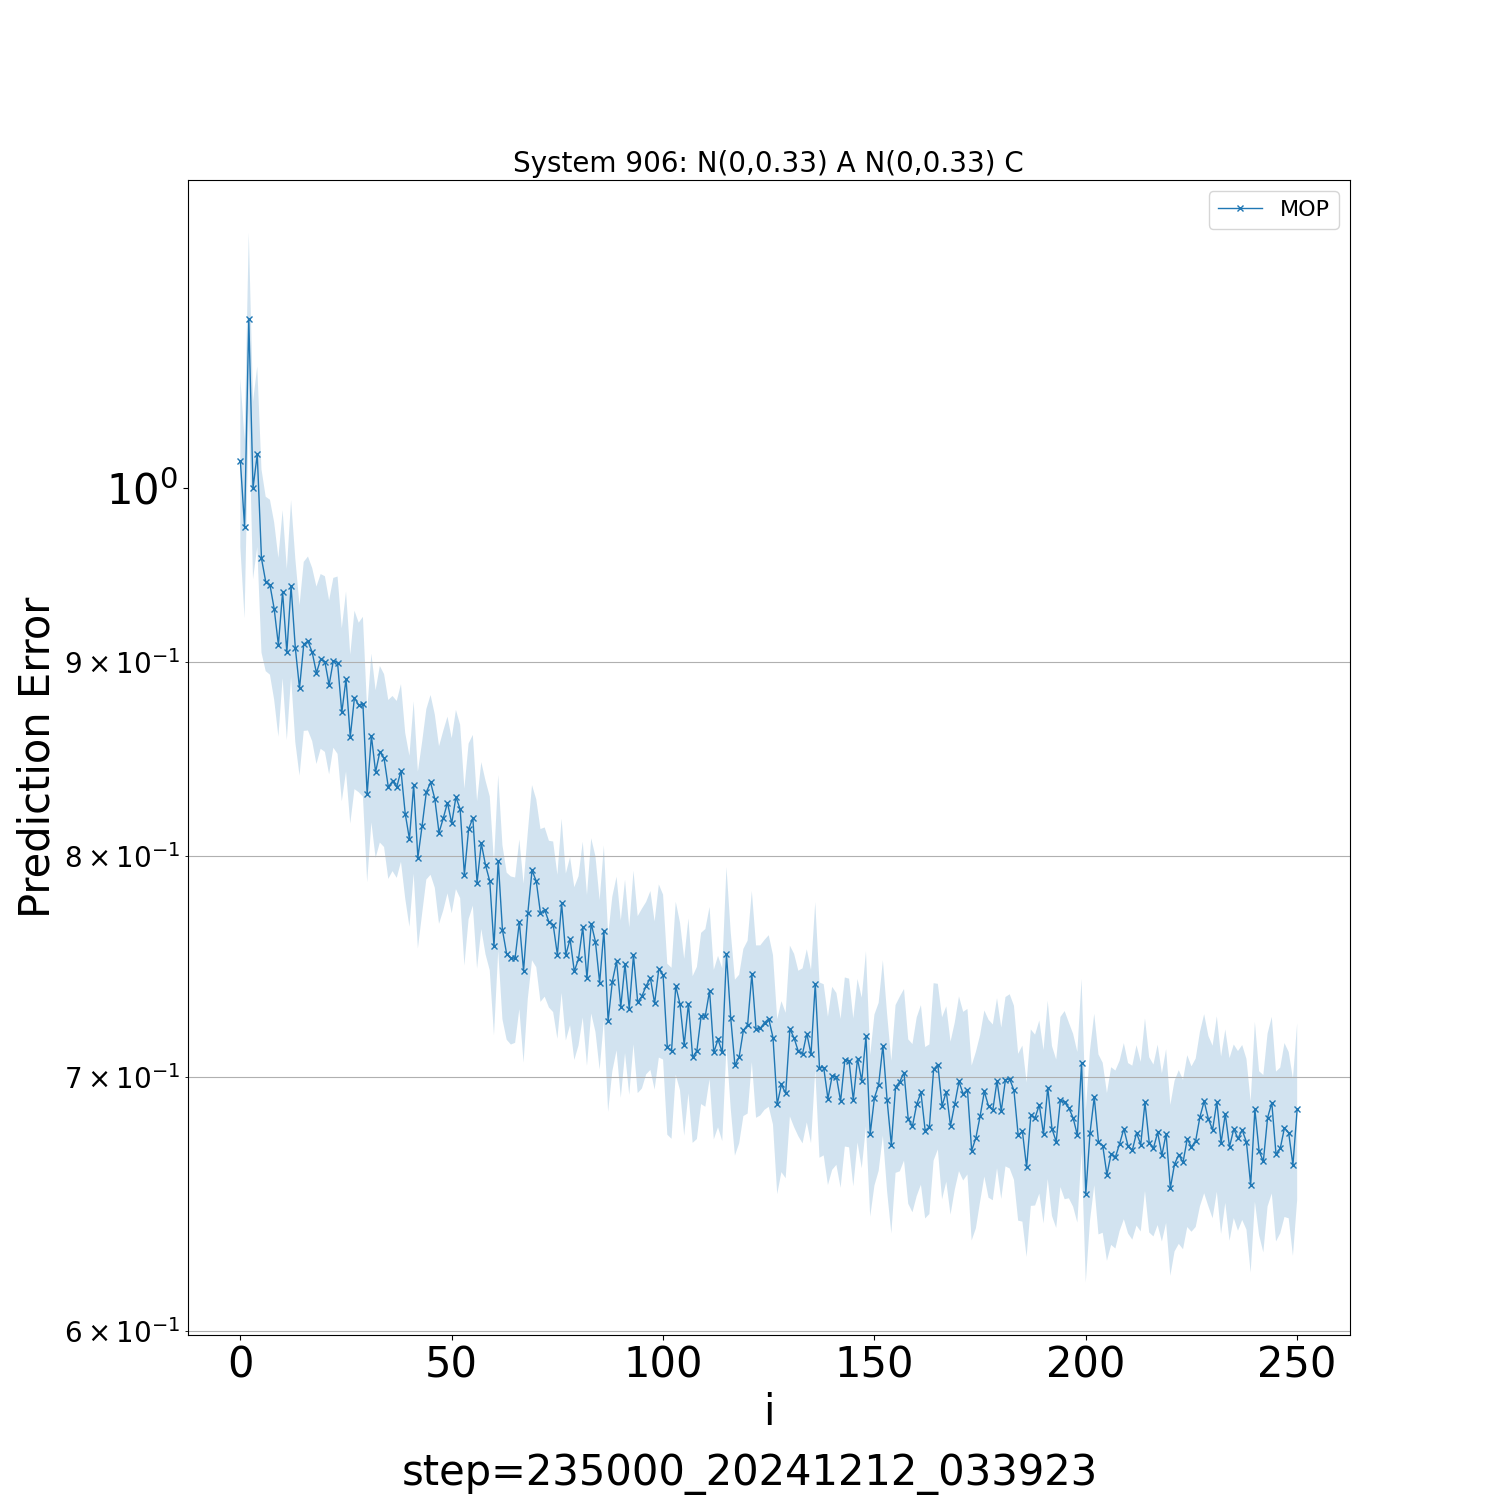 System 906: N(0,0.33) A N(0,0.33) C
MOP
10⁰
9 × 10⁻¹
8 × 10⁻¹
7 × 10⁻¹
6 × 10⁻¹
Prediction Error
0 50 100 150 200 250
i
step=235000_20241212_033923